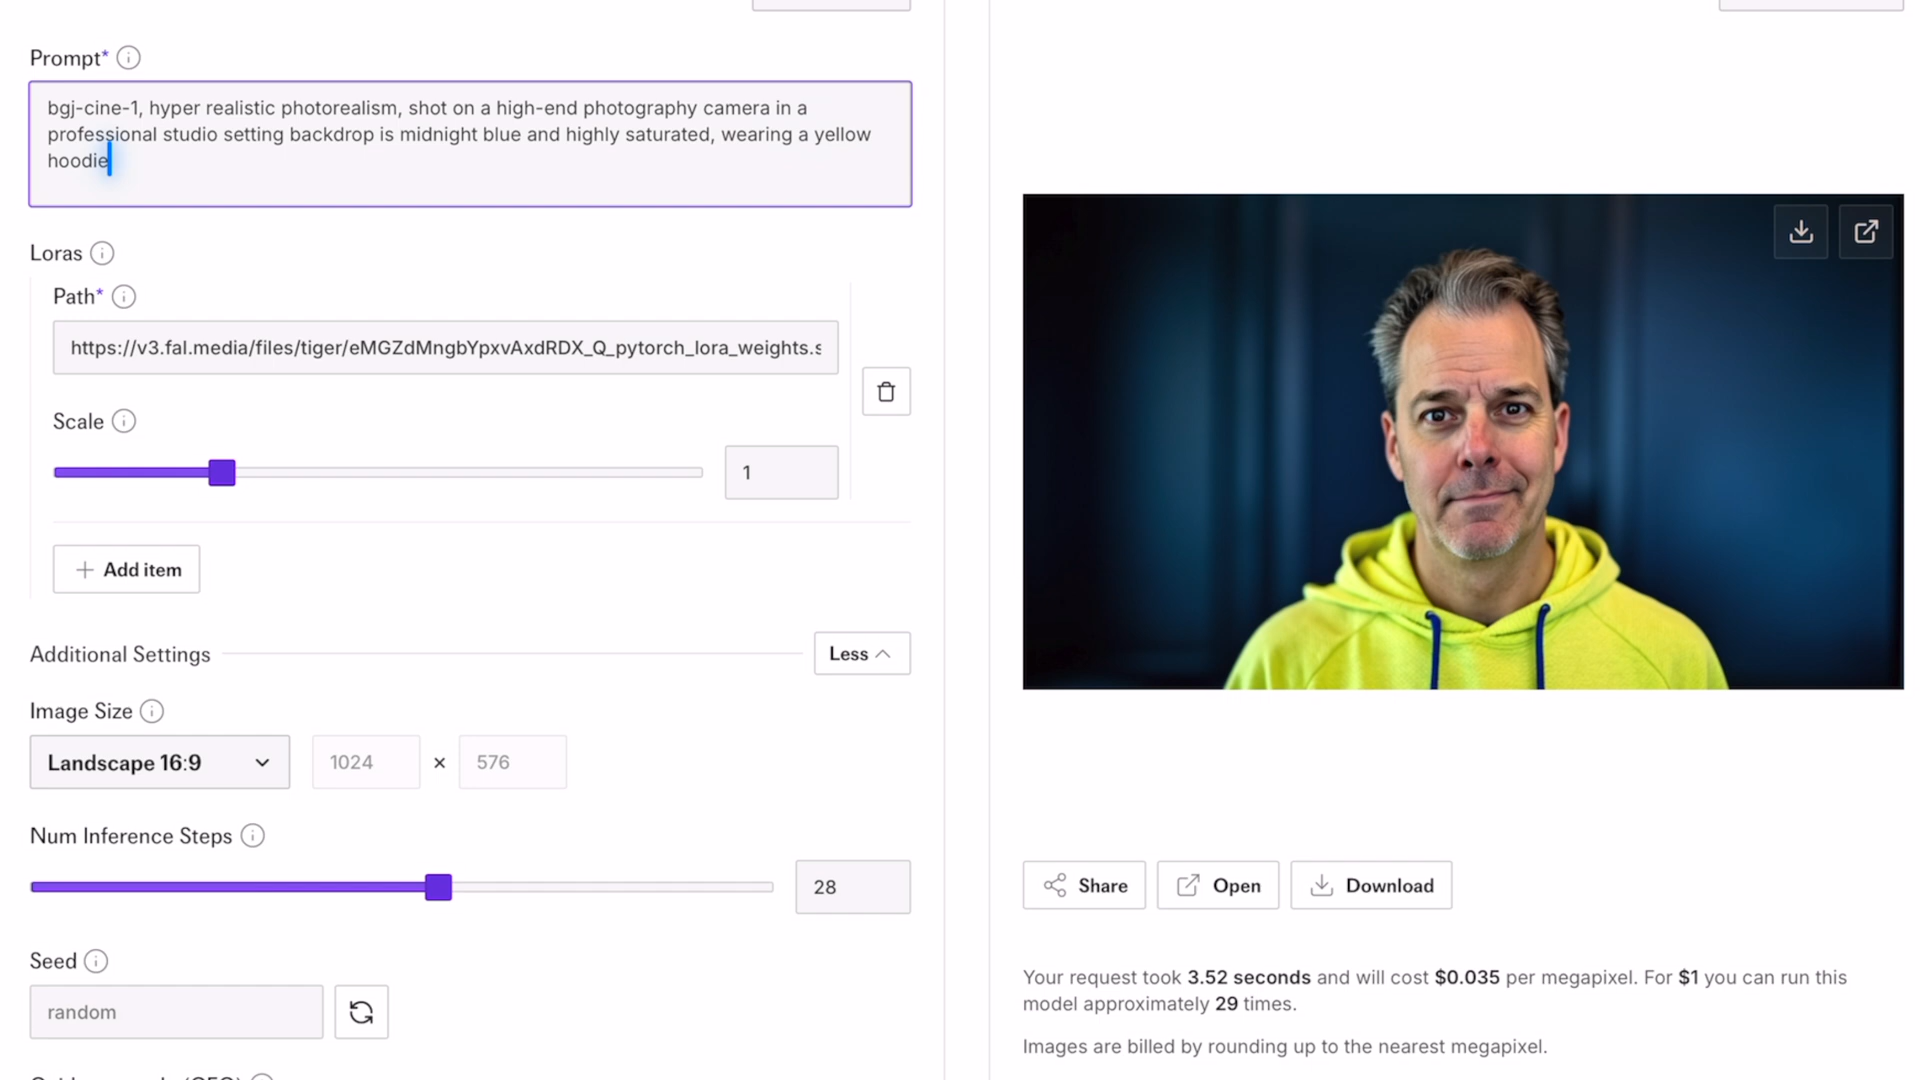 Prompt*
bgj-cine-1, hyper realistic photorealism, shot on a high-end photography camera in a
professional studio setting backdrop is midnight blue and highly saturated, wearing a yellow
hoodie
Loras
Path*
https://v3.fal.media/files/tiger/eMGZdMngbYpxvAxdRDX_Q_pytorch_lora_weights.s
Scale
1
Add item
Additional Settings
Less
Image Size
Landscape 16:9
1024 × 576
Num Inference Steps
28
Seed
random
Share
Open
Download
Your request took 3.52 seconds and will cost $0.035 per megapixel. For $1 you can run this
model approximately 29 times.
Images are billed by rounding up to the nearest megapixel.